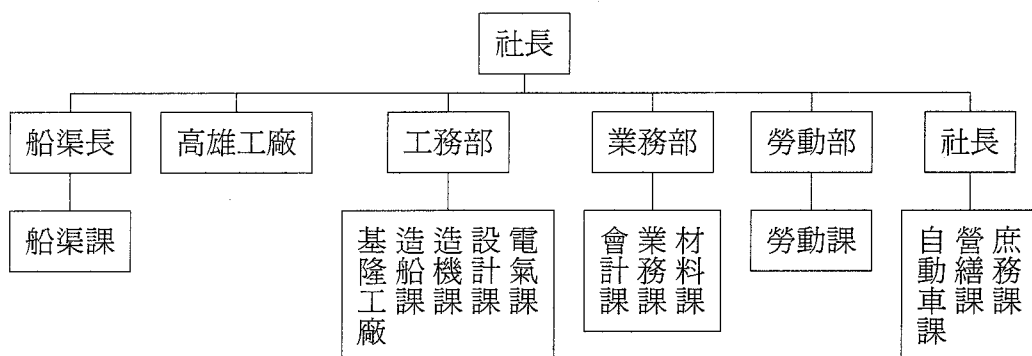 社長
船渠長
高雄工廠
工務部
業務部
勞動部
社長
船渠課
電氣課
設計課
造機課
造船課
基隆工廠
材料課
業務課
會計課
勞動課
庶務課
營繕課
自動車課